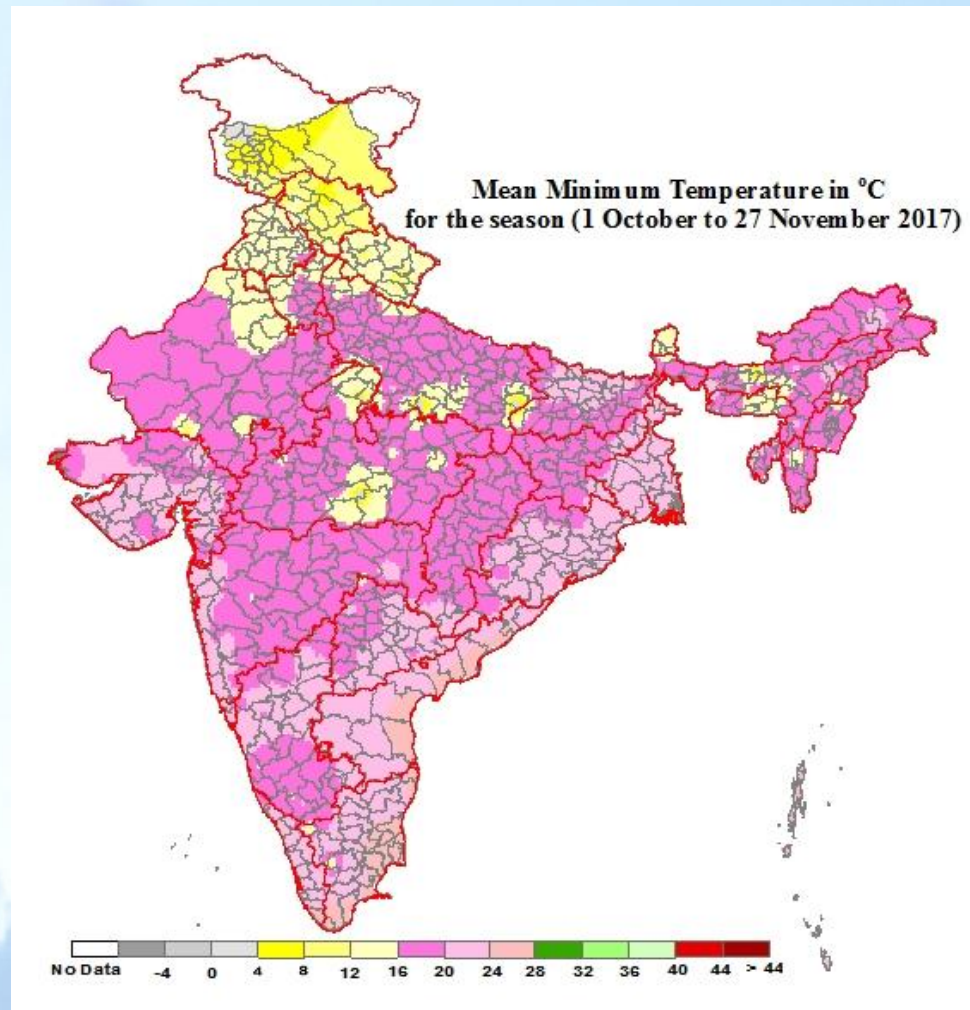 Mean Minimum Temperature in °C
for the season (1 October to 27 November 2017)
No Data -4 0 4 8 12 16 20 24 28 32 36 40 44 > 44